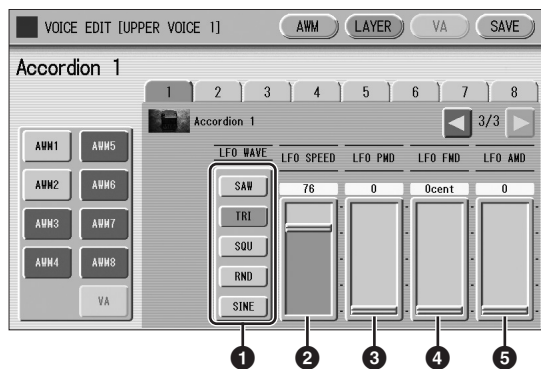 VOICE EDIT [UPPER VOICE 1] AWM LAYER VA SAVE
Accordion 1
1 2 3 4 5 6 7 8
Accordion 1 3/3
LFO WAVE LFO SPEED LFO PMD LFO FMD LFO AMD
AWM1 AWM5
AWM2 AWM6
AWM3 AWM7
AWM4 AWM8
VA
SAW
TRI
SQU
RND
SINE
76 0 0cent 0
1 2 3 4 5